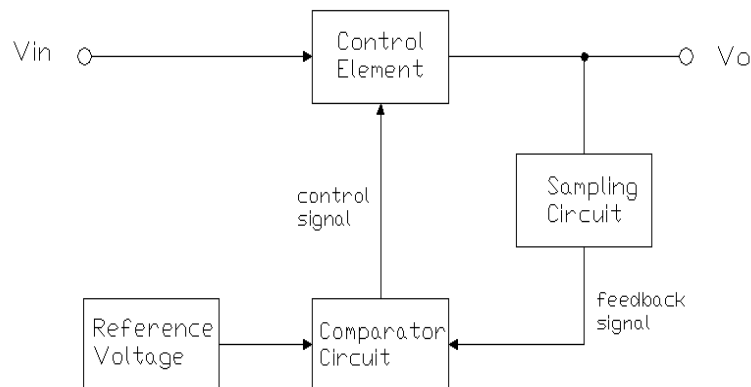 Vin
Control
Element
Vo
control
signal
Sampling
Circuit
Reference
Voltage
Comparator
Circuit
feedback
signal